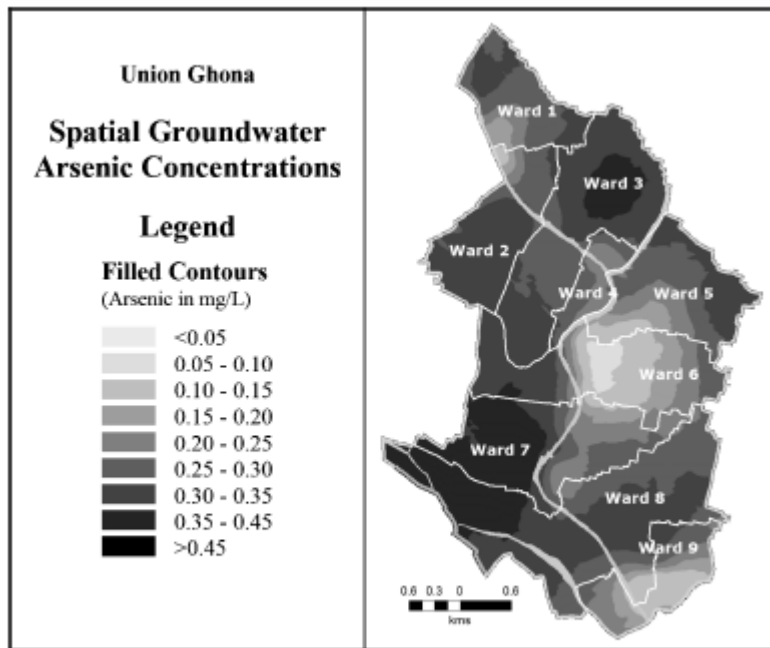 Union Ghona
Spatial Groundwater
Arsenic Concentrations
Legend
Filled Contours
(Arsenic in mg/L)
<0.05
0.05 - 0.10
0.10 - 0.15
0.15 - 0.20
0.20 - 0.25
0.25 - 0.30
0.30 - 0.35
0.35 - 0.45
>0.45
Ward 1
Ward 3
Ward 2
Ward 4
Ward 5
Ward 6
Ward 7
Ward 8
Ward 9
0.6 0.3 0 0.6
kms